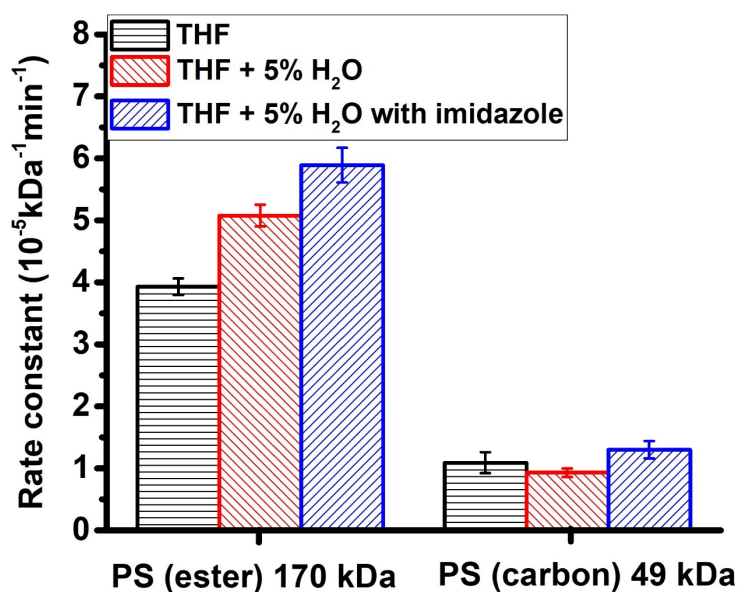 THF
THF + 5% H₂O
THF + 5% H₂O with imidazole
Rate constant (10⁻⁵kDa⁻¹min⁻¹)
8
7
6
5
4
3
2
1
0
PS (ester) 170 kDa
PS (carbon) 49 kDa